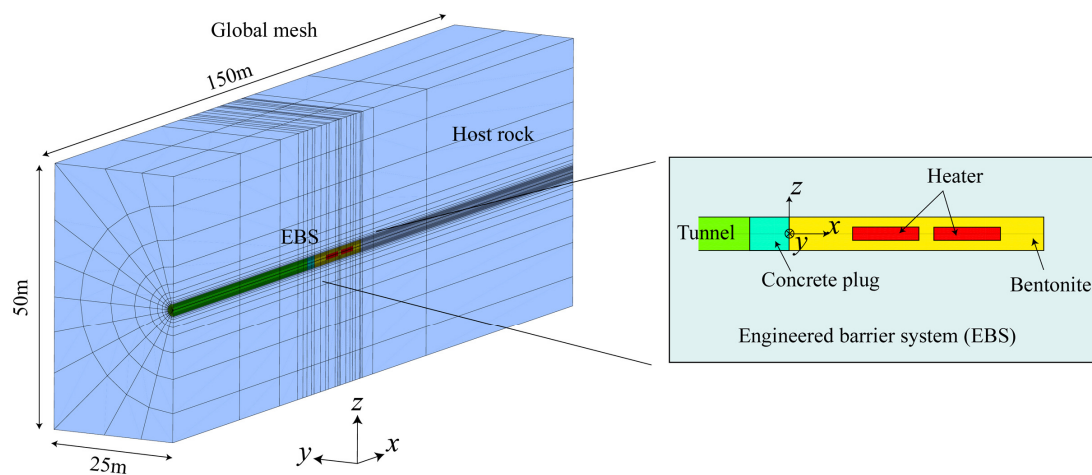 Global mesh
150m
Host rock
EBS
50m
25m
z
y
x
Heater
z
Tunnel
x
y
Concrete plug
Bentonite
Engineered barrier system (EBS)